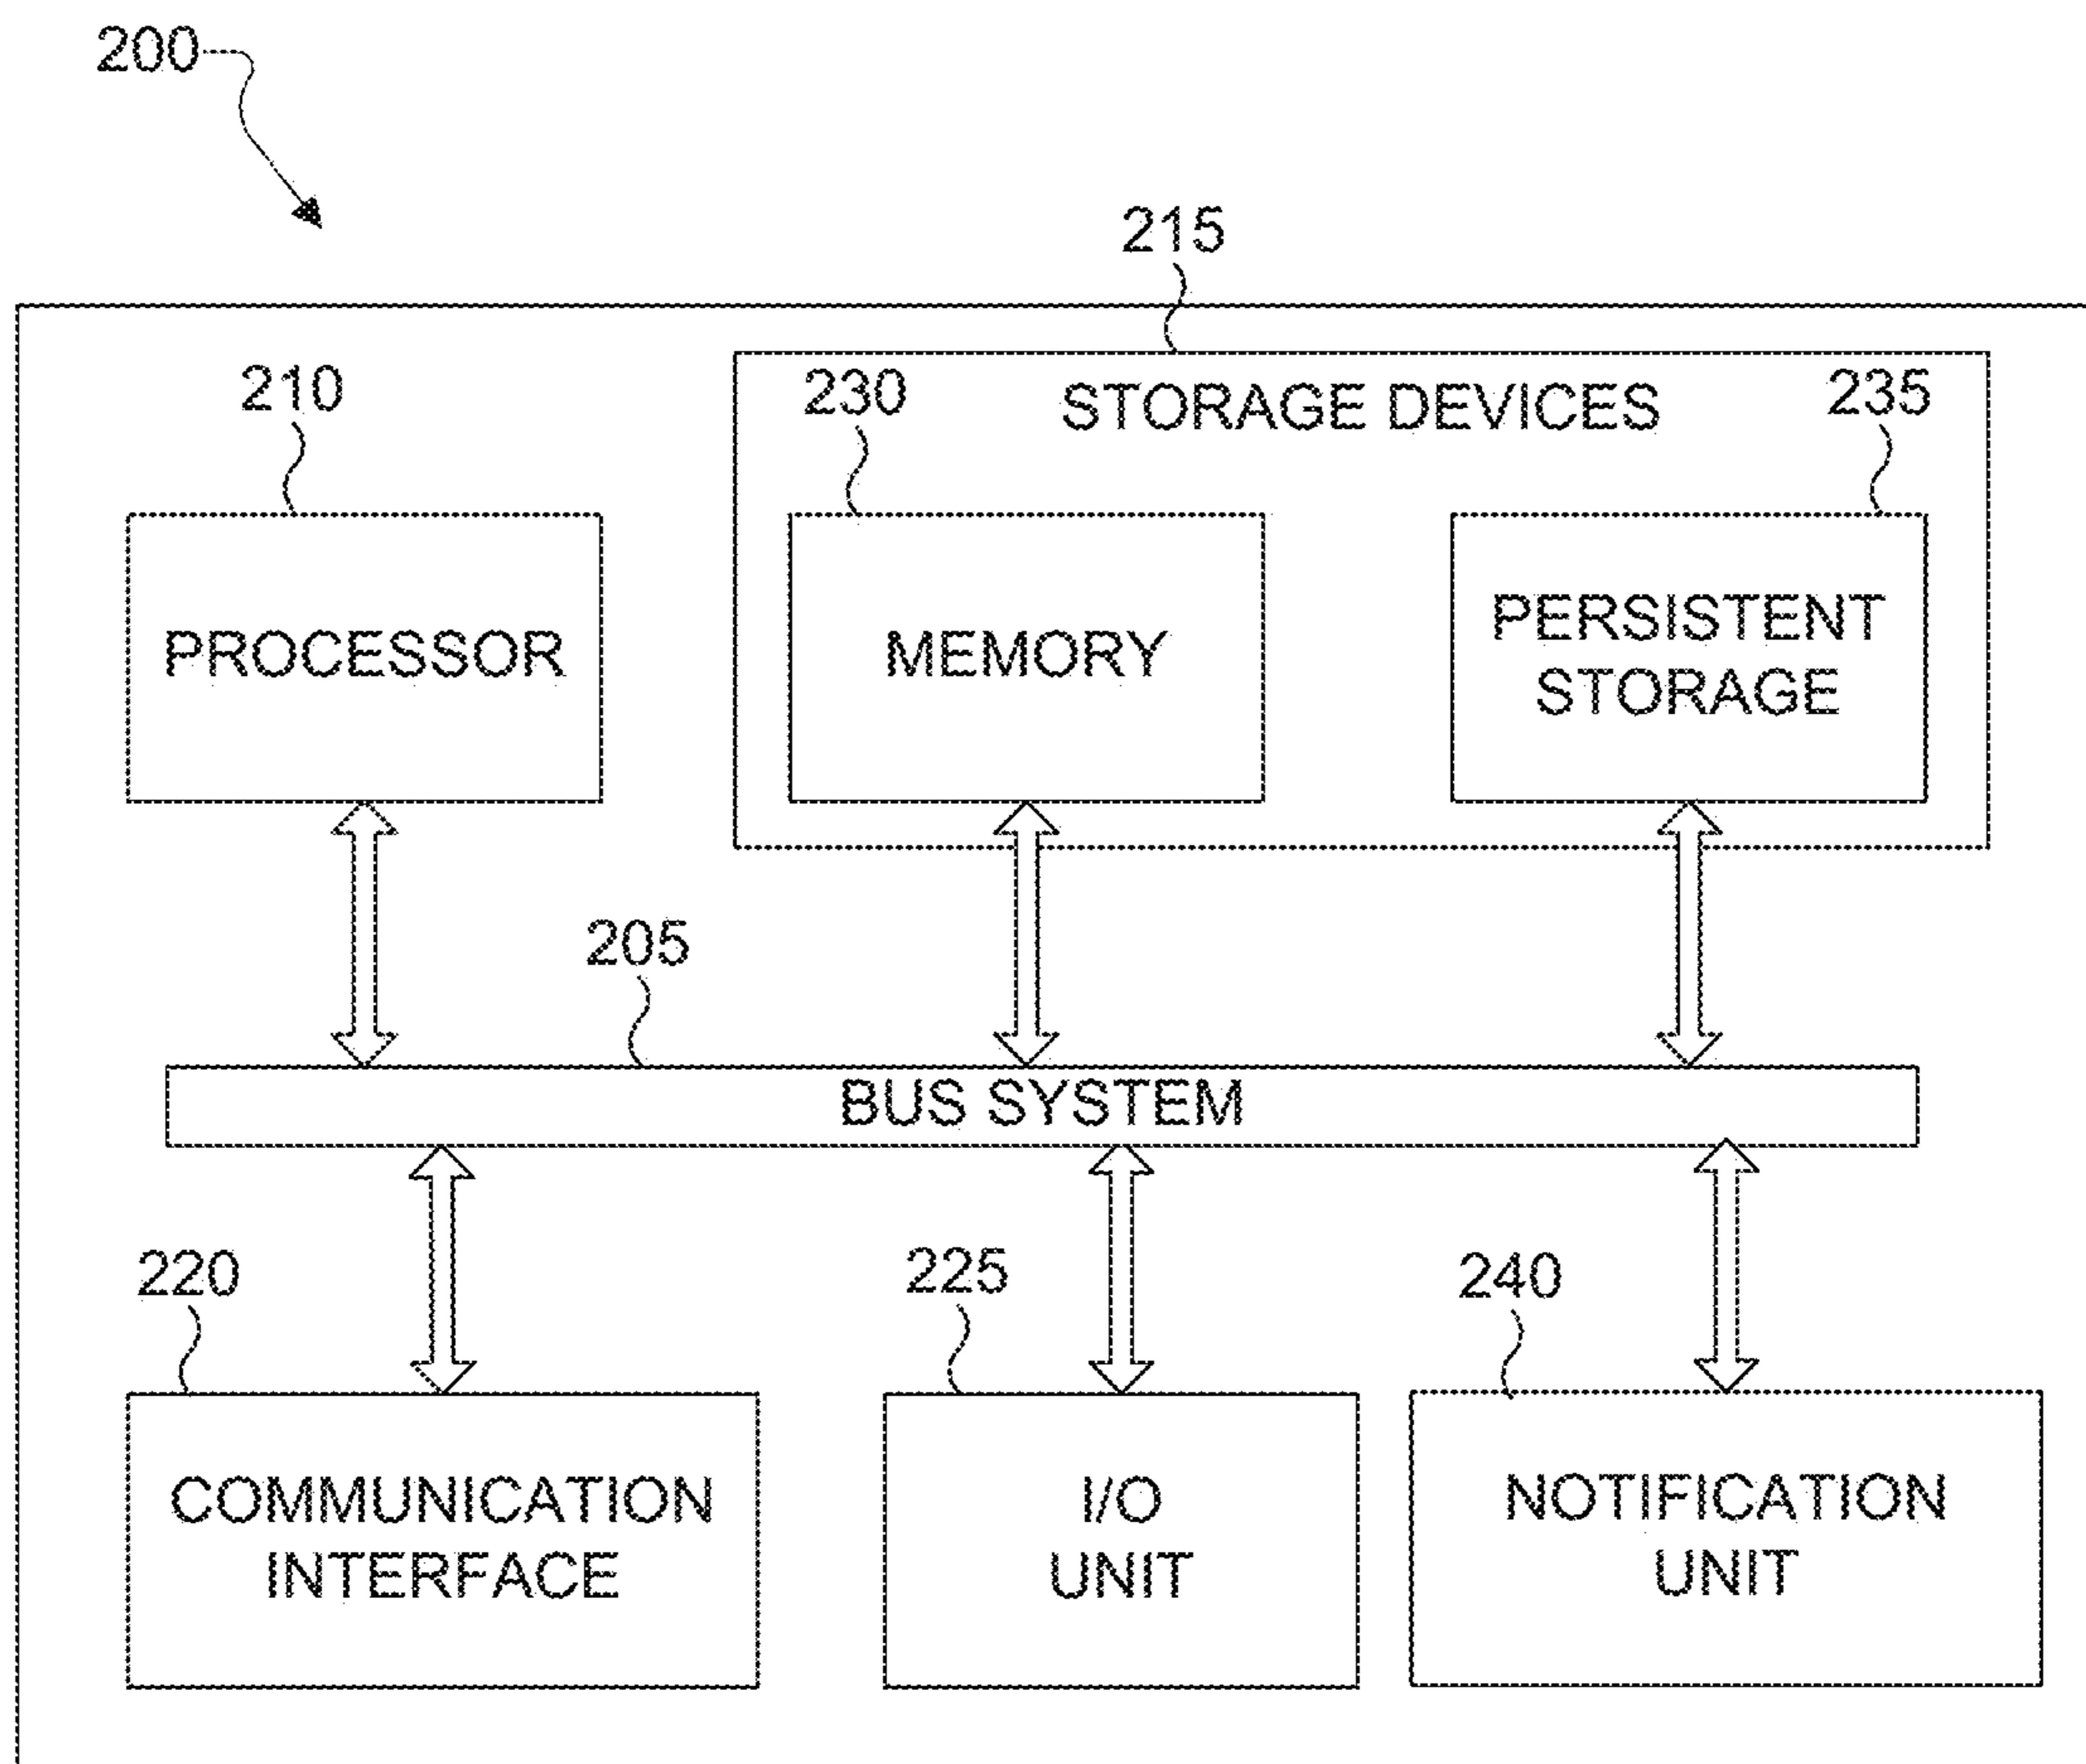 200
215
210
230
STORAGE DEVICES
235
PROCESSOR
MEMORY
PERSISTENT
STORAGE
205
BUS SYSTEM
220
225
240
COMMUNICATION
INTERFACE
I/O
UNIT
NOTIFICATION
UNIT